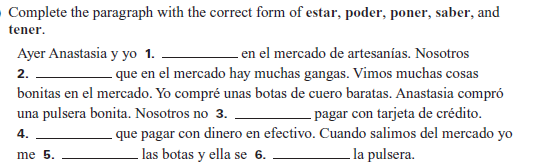 Complete the paragraph with the correct form of estar, poder, poner, saber, and
tener.
Ayer Anastasia y yo 1. __________ en el mercado de artesanías. Nosotros
2. __________ que en el mercado hay muchas gangas. Vimos muchas cosas
bonitas en el mercado. Yo compré unas botas de cuero baratas. Anastasia compró
una pulsera bonita. Nosotros no 3. __________ pagar con tarjeta de crédito.
4. __________ que pagar con dinero en efectivo. Cuando salimos del mercado yo
me 5. __________ las botas y ella se 6. __________ la pulsera.